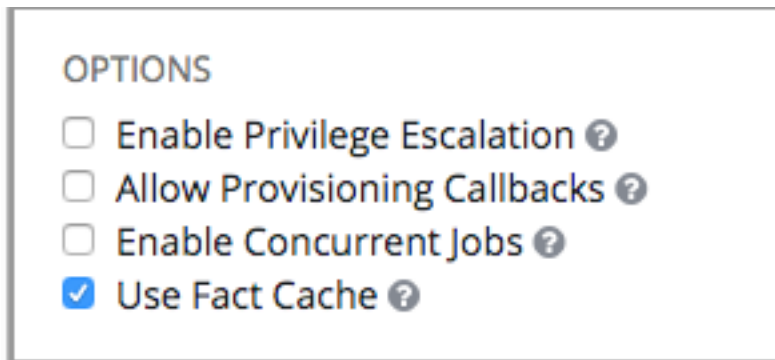 OPTIONS
Enable Privilege Escalation ?
Allow Provisioning Callbacks ?
Enable Concurrent Jobs ?
Use Fact Cache ?